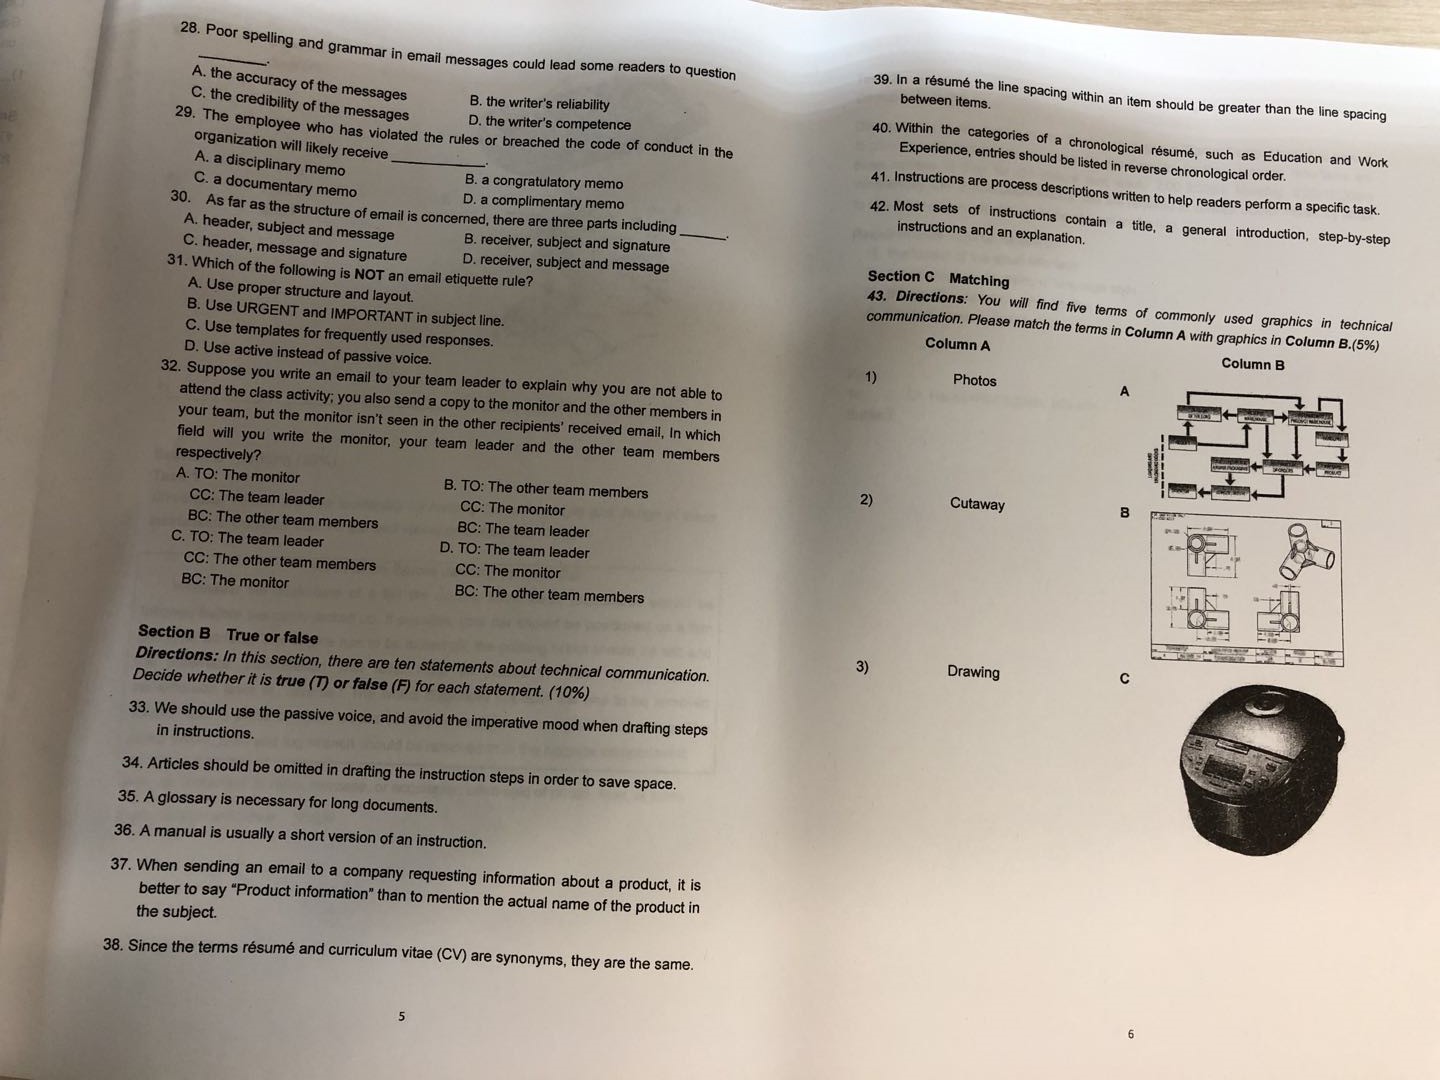 28. Poor spelling and grammar in email messages could lead some readers to question
________.
A. the accuracy of the messages
B. the writer's reliability
C. the credibility of the messages
D. the writer's competence
29. The employee who has violated the rules or breached the code of conduct in the
organization will likely receive ____________.
A. a disciplinary memo
B. a congratulatory memo
C. a documentary memo
D. a complimentary memo
30. As far as the structure of email is concerned, there are three parts including ______.
A. header, subject and message
B. receiver, subject and signature
C. header, message and signature
D. receiver, subject and message
31. Which of the following is NOT an email etiquette rule?
A. Use proper structure and layout.
B. Use URGENT and IMPORTANT in subject line.
C. Use templates for frequently used responses.
D. Use active instead of passive voice.
32. Suppose you write an email to your team leader to explain why you are not able to
attend the class activity; you also send a copy to the monitor and the other members in
your team, but the monitor isn't seen in the other recipients' received email, In which
field will you write the monitor, your team leader and the other team members
respectively?
A. TO: The monitor
CC: The team leader
BC: The other team members
B. TO: The other team members
CC: The monitor
BC: The team leader
C. TO: The team leader
CC: The other team members
BC: The monitor
D. TO: The team leader
CC: The monitor
BC: The other team members
Section B True or false
Directions: In this section, there are ten statements about technical communication.
Decide whether it is true (T) or false (F) for each statement. (10%)
33. We should use the passive voice, and avoid the imperative mood when drafting steps
in instructions.
34. Articles should be omitted in drafting the instruction steps in order to save space.
35. A glossary is necessary for long documents.
36. A manual is usually a short version of an instruction.
37. When sending an email to a company requesting information about a product, it is
better to say “Product information” than to mention the actual name of the product in
the subject.
38. Since the terms résumé and curriculum vitae (CV) are synonyms, they are the same.
5
39. In a résumé the line spacing within an item should be greater than the line spacing
between items.
40. Within the categories of a chronological résumé, such as Education and Work
Experience, entries should be listed in reverse chronological order.
41. Instructions are process descriptions written to help readers perform a specific task.
42. Most sets of instructions contain a title, a general introduction, step-by-step
instructions and an explanation.
Section C Matching
43. Directions: You will find five terms of commonly used graphics in technical
communication. Please match the terms in Column A with graphics in Column B.(5%)
Column A
Column B
1) Photos
A
2) Cutaway
B
3) Drawing
C
6